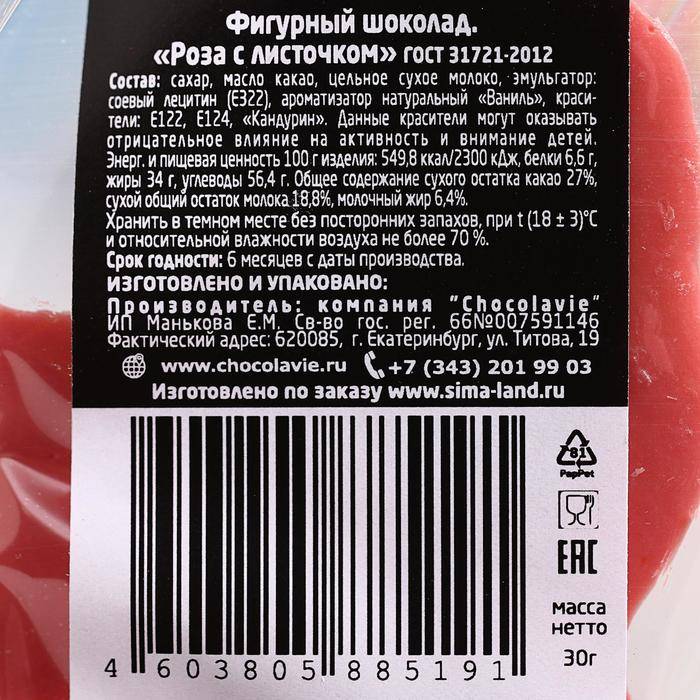 Фигурный шоколад.
«Роза с листочком» ГОСТ 31721-2012
Состав: сахар, масло какао, цельное сухое молоко, эмульгатор:
соевый лецитин (Е322), ароматизатор натуральный «Ваниль», краси-
тели: Е122, Е124, «Кандурин». Данные красители могут оказывать
отрицательное влияние на активность и внимание детей.
Энерг. и пищевая ценность 100 г изделия: 549,8 ккал/2300 кДж, белки 6,6 г,
жиры 34 г, углеводы 56,4 г. Общее содержание сухого остатка какао 27%,
сухой общий остаток молока 18,8%, молочный жир 6,4%.
Хранить в темном месте без посторонних запахов, при t (18 ± 3)°С
и относительной влажности воздуха не более 70 %.
Срок годности: 6 месяцев с даты производства.
ИЗГОТОВЛЕНО И УПАКОВАНО:
Производитель: компания "Chocolavie"
ИП Манькова Е.М. Св-во гос. рег. 66№007591146
Фактический адрес: 620085, г. Екатеринбург, ул. Титова, 19
www.chocolavie.ru +7 (343) 201 99 03
Изготовлено по заказу www.sima-land.ru
81
PapPet
EAC
масса
нетто
30г
4 603805 885191